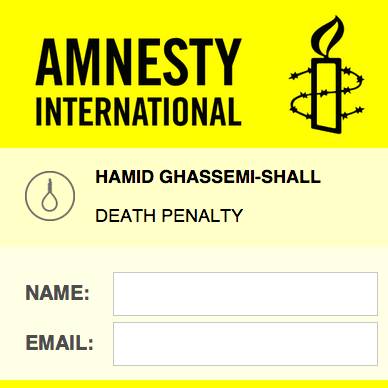 AMNESTY
INTERNATIONAL
HAMID GHASSEMI-SHALL
DEATH PENALTY
NAME:
EMAIL: